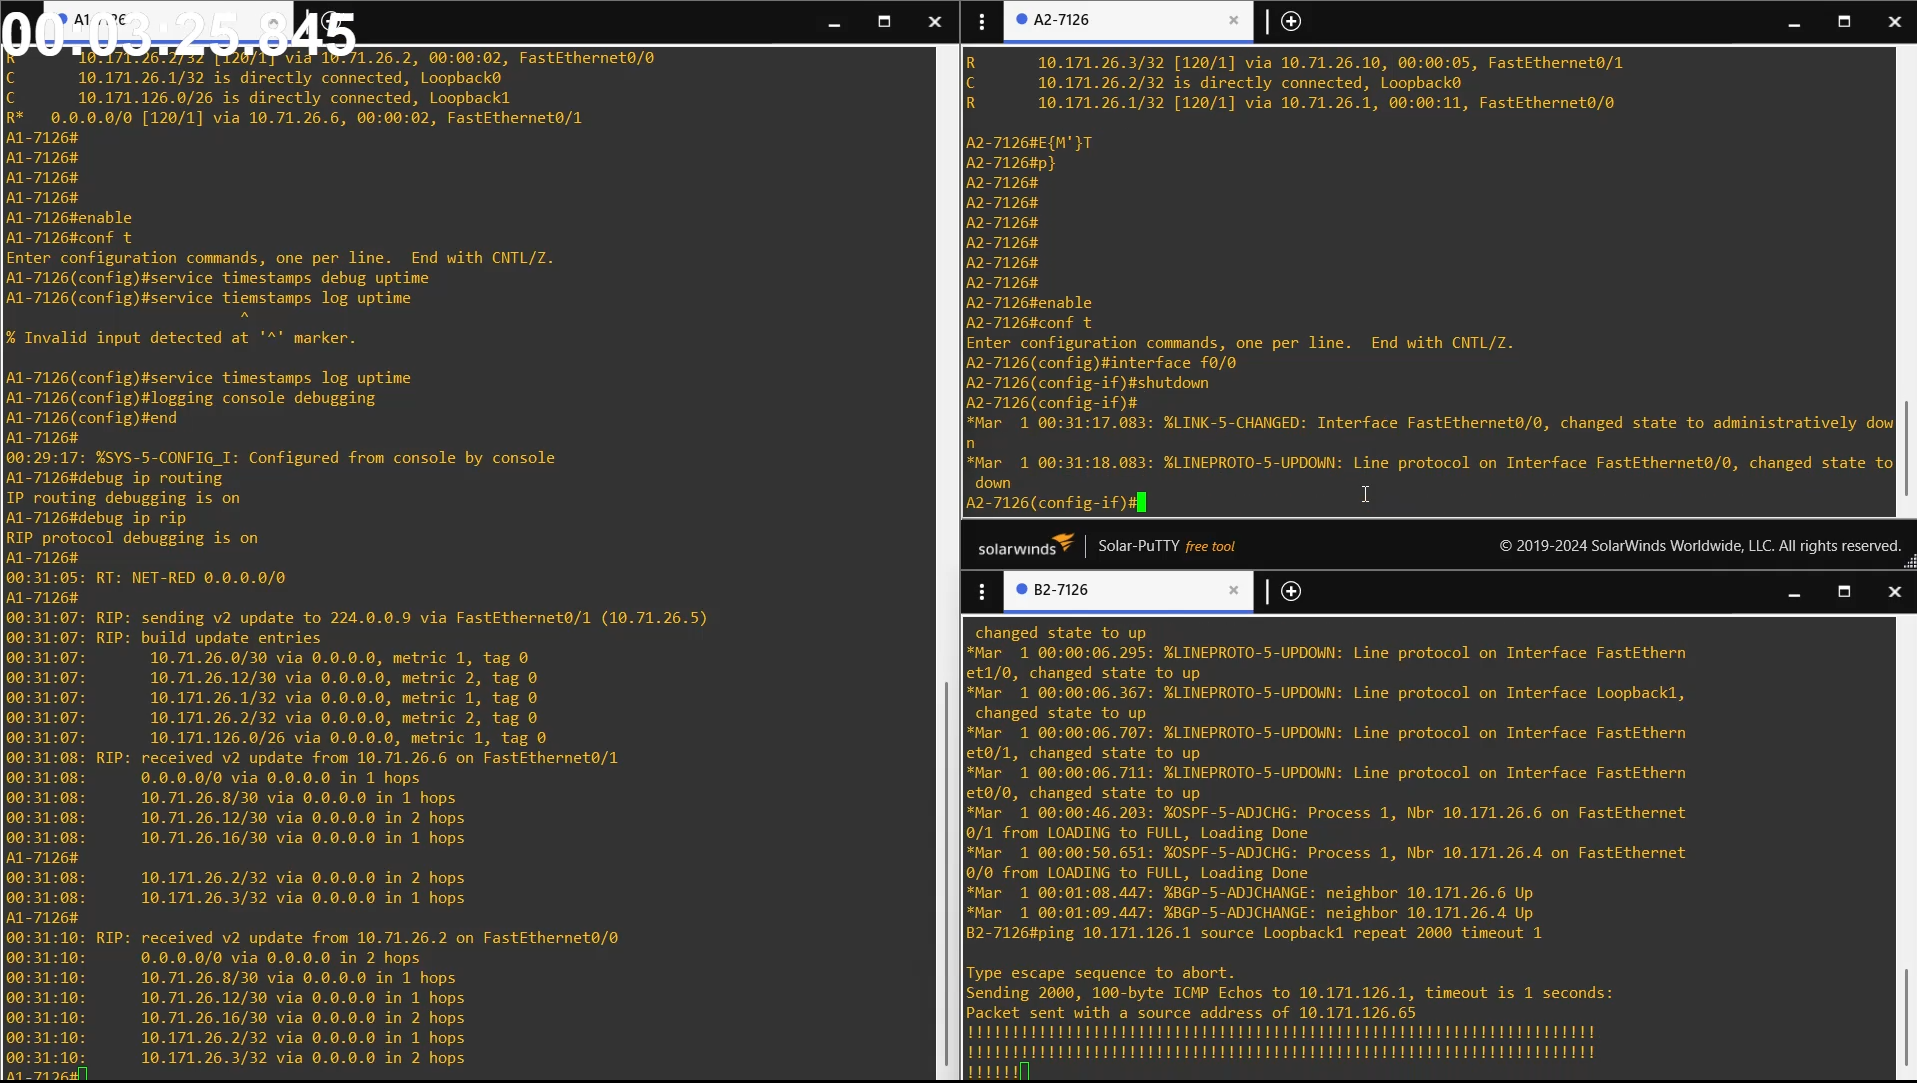 00:03:25.845
R       10.171.26.2/32 [120/1] via 10.71.26.2, 00:00:02, FastEthernet0/0
C       10.171.26.1/32 is directly connected, Loopback0
C       10.171.126.0/26 is directly connected, Loopback1
R*   0.0.0.0/0 [120/1] via 10.71.26.6, 00:00:02, FastEthernet0/1
A1-7126#
A1-7126#
A1-7126#
A1-7126#
A1-7126#enable
A1-7126#conf t
Enter configuration commands, one per line.  End with CNTL/Z.
A1-7126(config)#service timestamps debug uptime
A1-7126(config)#service tiemstamps log uptime
^
% Invalid input detected at '^' marker.
A1-7126(config)#service timestamps log uptime
A1-7126(config)#logging console debugging
A1-7126(config)#end
A1-7126#
00:29:17: %SYS-5-CONFIG_I: Configured from console by console
A1-7126#debug ip routing
IP routing debugging is on
A1-7126#debug ip rip
RIP protocol debugging is on
A1-7126#
00:31:05: RT: NET-RED 0.0.0.0/0
A1-7126#
00:31:07: RIP: sending v2 update to 224.0.0.9 via FastEthernet0/1 (10.71.26.5)
00:31:07: RIP: build update entries
00:31:07:       10.71.26.0/30 via 0.0.0.0, metric 1, tag 0
00:31:07:       10.71.26.12/30 via 0.0.0.0, metric 2, tag 0
00:31:07:       10.171.26.1/32 via 0.0.0.0, metric 1, tag 0
00:31:07:       10.171.26.2/32 via 0.0.0.0, metric 2, tag 0
00:31:07:       10.171.126.0/26 via 0.0.0.0, metric 1, tag 0
00:31:08: RIP: received v2 update from 10.71.26.6 on FastEthernet0/1
00:31:08:      0.0.0.0/0 via 0.0.0.0 in 1 hops
00:31:08:      10.71.26.8/30 via 0.0.0.0 in 1 hops
00:31:08:      10.71.26.12/30 via 0.0.0.0 in 2 hops
00:31:08:      10.71.26.16/30 via 0.0.0.0 in 1 hops
A1-7126#
00:31:08:      10.171.26.2/32 via 0.0.0.0 in 2 hops
00:31:08:      10.171.26.3/32 via 0.0.0.0 in 1 hops
A1-7126#
00:31:10: RIP: received v2 update from 10.71.26.2 on FastEthernet0/0
00:31:10:      0.0.0.0/0 via 0.0.0.0 in 2 hops
00:31:10:      10.71.26.8/30 via 0.0.0.0 in 1 hops
00:31:10:      10.71.26.12/30 via 0.0.0.0 in 1 hops
00:31:10:      10.71.26.16/30 via 0.0.0.0 in 2 hops
00:31:10:      10.171.26.2/32 via 0.0.0.0 in 1 hops
00:31:10:      10.171.26.3/32 via 0.0.0.0 in 2 hops
A1-7126#
A2-7126
R       10.171.26.3/32 [120/1] via 10.71.26.10, 00:00:05, FastEthernet0/1
C       10.171.26.2/32 is directly connected, Loopback0
R       10.171.26.1/32 [120/1] via 10.71.26.1, 00:00:11, FastEthernet0/0
A2-7126#E{M'}T
A2-7126#p}
A2-7126#
A2-7126#
A2-7126#
A2-7126#
A2-7126#
A2-7126#
A2-7126#enable
A2-7126#conf t
Enter configuration commands, one per line.  End with CNTL/Z.
A2-7126(config)#interface f0/0
A2-7126(config-if)#shutdown
A2-7126(config-if)#
*Mar  1 00:31:17.083: %LINK-5-CHANGED: Interface FastEthernet0/0, changed state to administratively dow
n
*Mar  1 00:31:18.083: %LINEPROTO-5-UPDOWN: Line protocol on Interface FastEthernet0/0, changed state to
 down
A2-7126(config-if)#
solarwinds Solar-PuTTY free tool © 2019-2024 SolarWinds Worldwide, LLC. All rights reserved.
B2-7126
 changed state to up
*Mar  1 00:00:06.295: %LINEPROTO-5-UPDOWN: Line protocol on Interface FastEthern
et1/0, changed state to up
*Mar  1 00:00:06.367: %LINEPROTO-5-UPDOWN: Line protocol on Interface Loopback1,
 changed state to up
*Mar  1 00:00:06.707: %LINEPROTO-5-UPDOWN: Line protocol on Interface FastEthern
et0/1, changed state to up
*Mar  1 00:00:06.711: %LINEPROTO-5-UPDOWN: Line protocol on Interface FastEthern
et0/0, changed state to up
*Mar  1 00:00:46.203: %OSPF-5-ADJCHG: Process 1, Nbr 10.171.26.6 on FastEthernet
0/1 from LOADING to FULL, Loading Done
*Mar  1 00:00:50.651: %OSPF-5-ADJCHG: Process 1, Nbr 10.171.26.4 on FastEthernet
0/0 from LOADING to FULL, Loading Done
*Mar  1 00:01:08.447: %BGP-5-ADJCHANGE: neighbor 10.171.26.6 Up
*Mar  1 00:01:09.447: %BGP-5-ADJCHANGE: neighbor 10.171.26.4 Up
B2-7126#ping 10.171.126.1 source Loopback1 repeat 2000 timeout 1
Type escape sequence to abort.
Sending 2000, 100-byte ICMP Echos to 10.171.126.1, timeout is 1 seconds:
Packet sent with a source address of 10.171.126.65
!!!!!!!!!!!!!!!!!!!!!!!!!!!!!!!!!!!!!!!!!!!!!!!!!!!!!!!!!!!!!!!!!!!!!!
!!!!!!!!!!!!!!!!!!!!!!!!!!!!!!!!!!!!!!!!!!!!!!!!!!!!!!!!!!!!!!!!!!!!!!
!!!!!!